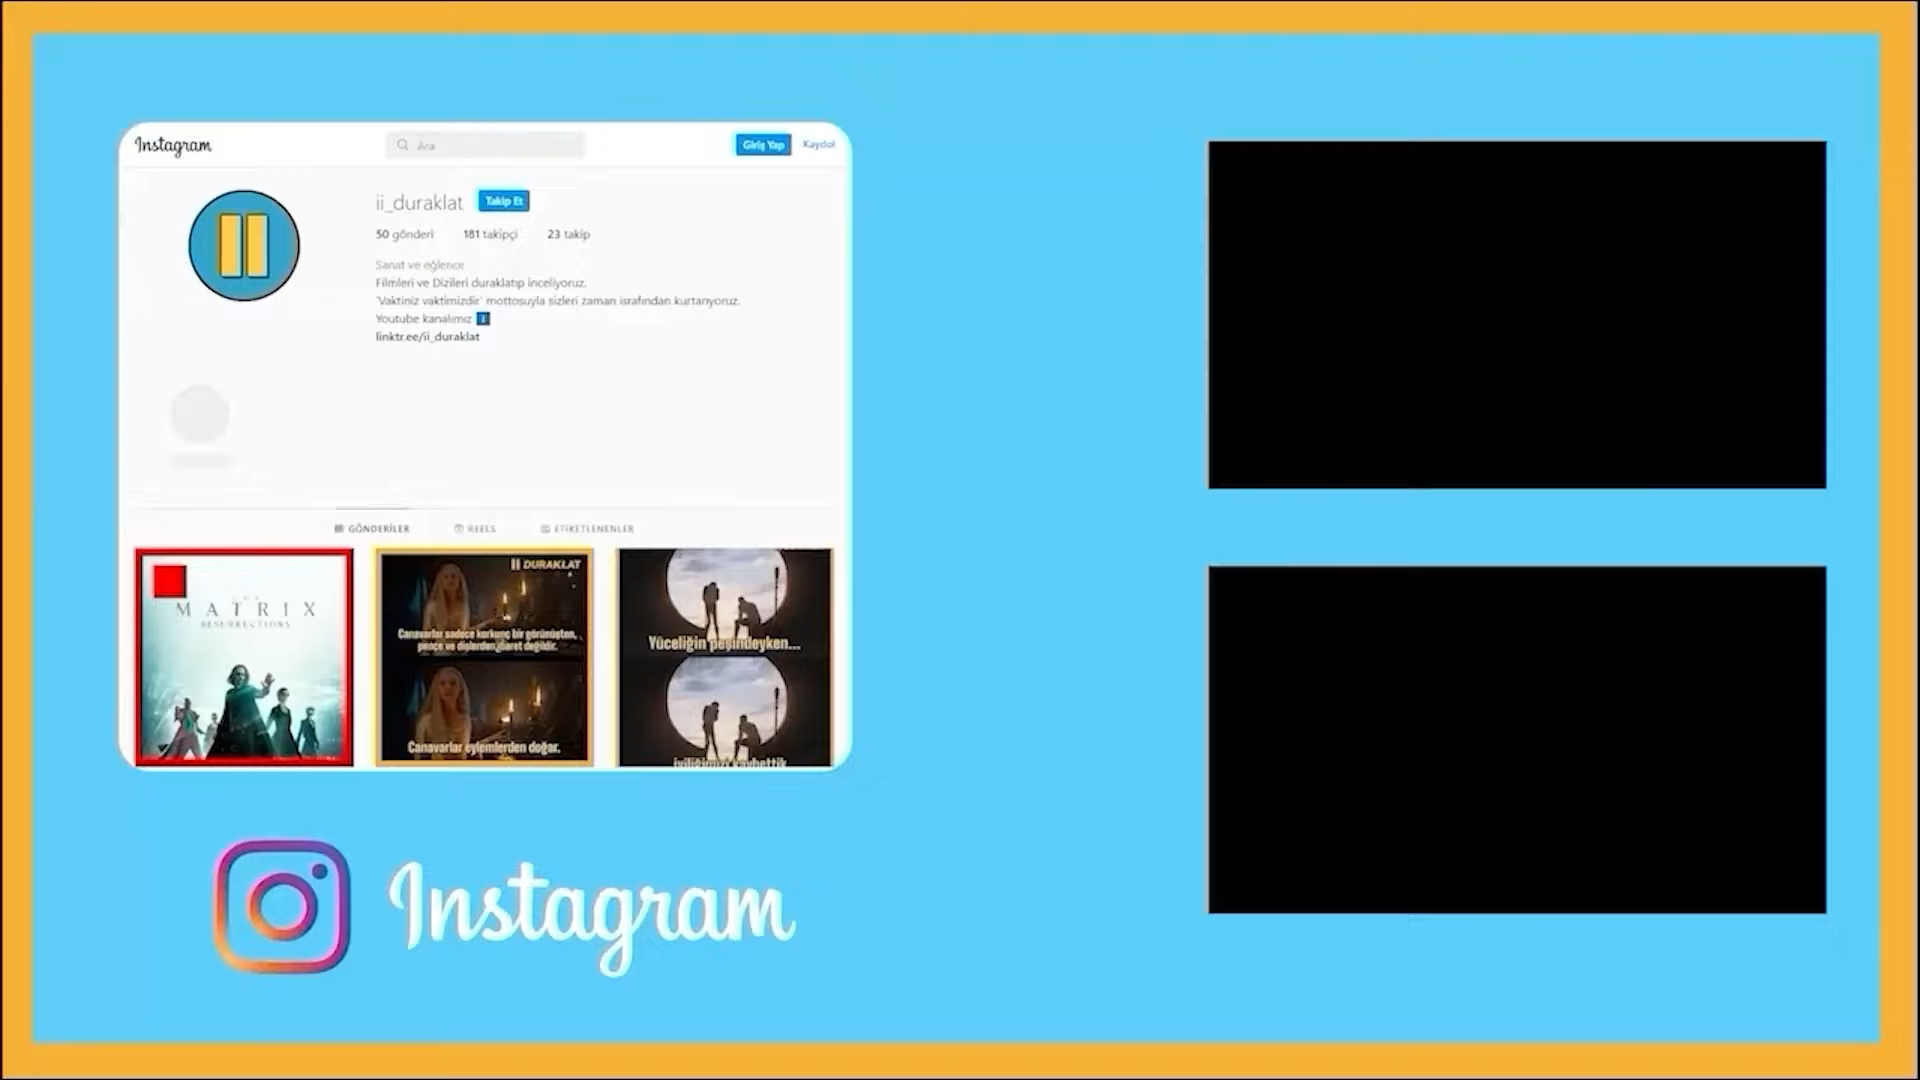 Instagram
Ara
Giriş Yap
Kaydol
ii_duraklat
Takip Et
50 gönderi 181 takipçi 23 takip
Sanat ve eğlence
Filmleri ve Dizileri duraklatıp inceliyoruz.
'Vaktiniz vaktimizdir' mottosuyla sizleri zaman israfından kurtarıyoruz.
Youtube kanalımız
linktr.ee/ii_duraklat
GÖNDERİLER REELS ETİKETLENENLER
MATRIX
RESURRECTIONS
DURAKLAT
Canavarlar sadece korkunç bir görünüşten,
pençe ve dişlerden ibaret değildir.
Canavarlar eylemlerden doğar.
Yüceliğin peşindeyken...
iyiliğimizi kaybettik
Instagram